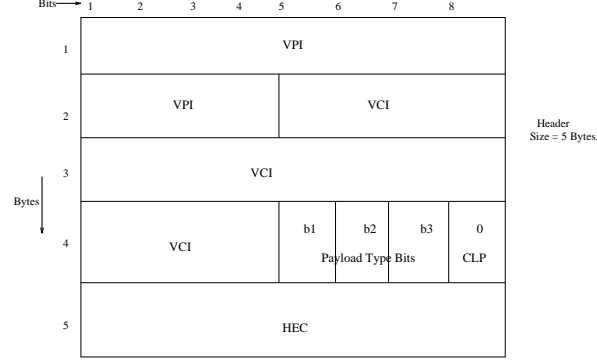 Bits
1 2 3 4 5 6 7 8
1
VPI
2
VPI
VCI
Header
Size = 5 Bytes.
3
VCI
Bytes
4
VCI
b1 b2 b3 0
Payload Type Bits CLP
5
HEC